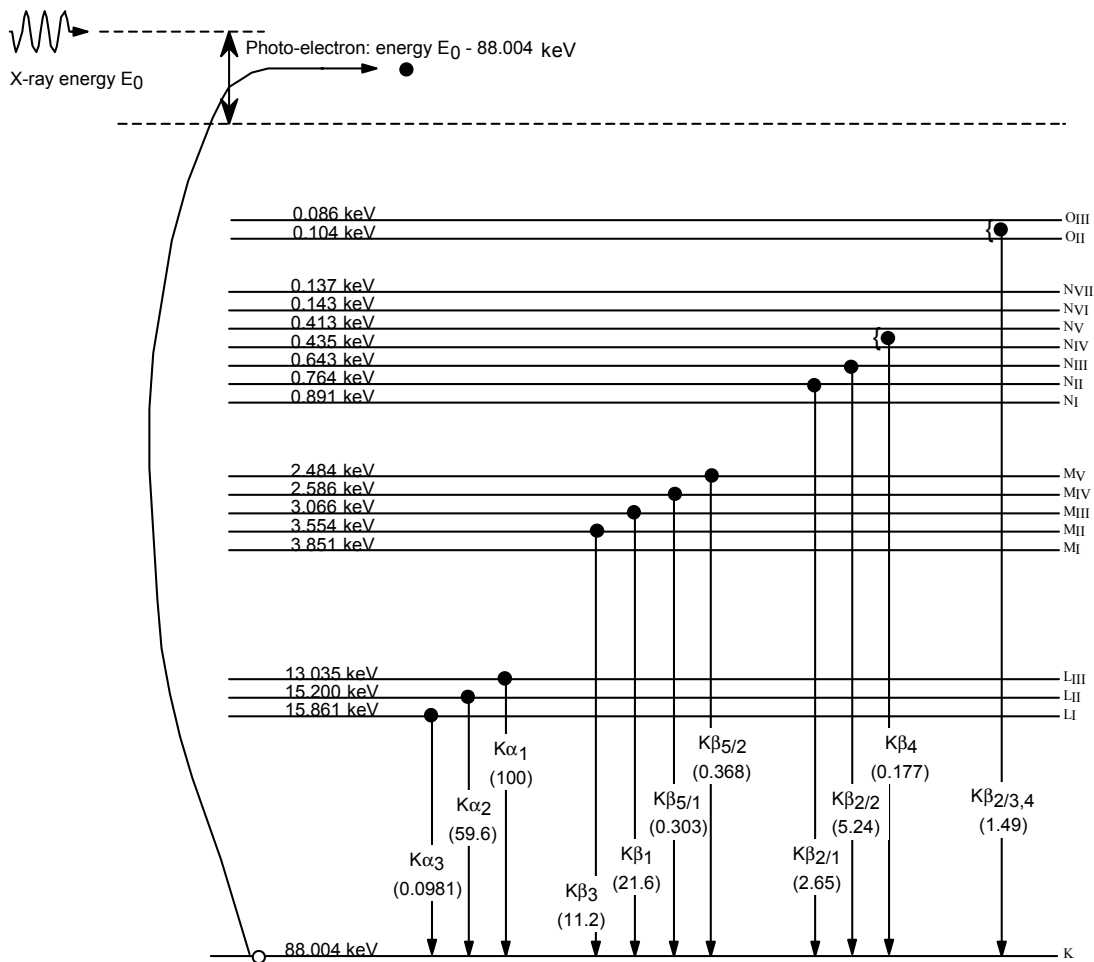 Photo-electron: energy E0 - 88.004 keV
X-ray energy E0
0.086 keV OIII
0.104 keV OII
{
0.137 keV NVII
0.143 keV NVI
0.413 keV NV
{
0.435 keV NIV
0.643 keV NIII
0.764 keV NII
0.891 keV NI
2.484 keV MV
2.586 keV MIV
3.066 keV MIII
3.554 keV MII
3.851 keV MI
13.035 keV LIII
15.200 keV LII
15.861 keV LI
Kα1
(100)
Kα2
(59.6)
Kα3
(0.0981)
Kβ3
(11.2)
Kβ1
(21.6)
Kβ5/1
(0.303)
Kβ5/2
(0.368)
Kβ2/1
(2.65)
Kβ2/2
(5.24)
Kβ4
(0.177)
Kβ2/3,4
(1.49)
88.004 keV K